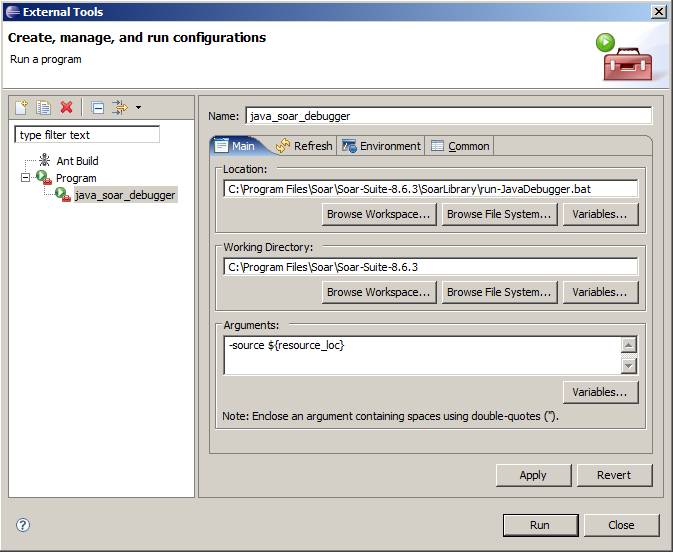 External Tools
Create, manage, and run configurations
Run a program
type filter text
Ant Build
Program
java_soar_debugger
Name: java_soar_debugger
Main Refresh Environment Common
Location:
C:\Program Files\Soar\Soar-Suite-8.6.3\SoarLibrary\run-JavaDebugger.bat
Browse Workspace... Browse File System... Variables...
Working Directory:
C:\Program Files\Soar\Soar-Suite-8.6.3
Browse Workspace... Browse File System... Variables...
Arguments:
-source ${resource_loc}
Variables...
Note: Enclose an argument containing spaces using double-quotes (").
Apply Revert
? Run Close